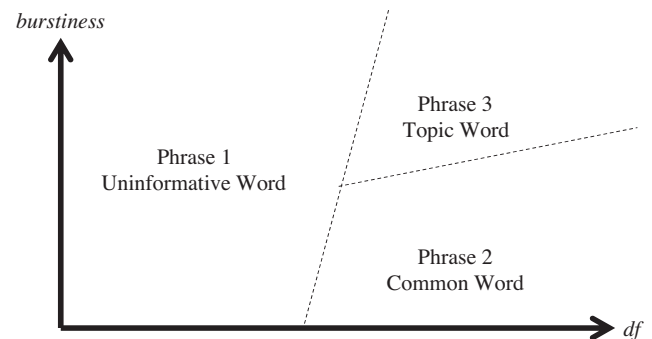 burstiness
Phrase 3
Topic Word
Phrase 1
Uninformative Word
Phrase 2
Common Word
df